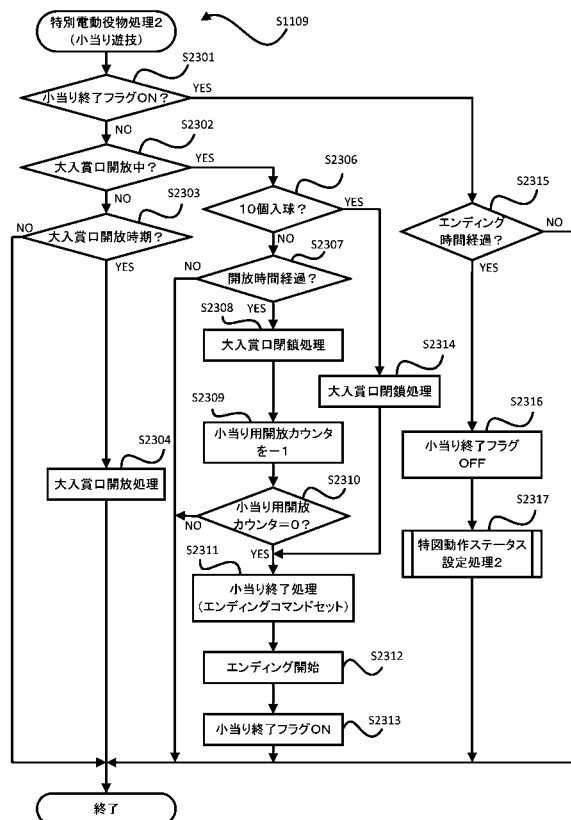 特別電動役物処理2
(小当り遊技)
S1109
S2301
小当り終了フラグON?
YES
NO
S2302
大入賞口開放中?
YES
NO
S2303
大入賞口開放時期?
NO
YES
S2304
大入賞口開放処理
S2306
10個入球?
YES
NO
S2307
開放時間経過?
NO
YES
S2308
大入賞口閉鎖処理
S2309
小当り用開放カウンタ
を-1
S2310
小当り用開放
カウンター=0?
NO
YES
S2311
小当り終了処理
(エンディングコマンドセット)
エンディング開始
S2312
小当り終了フラグON
S2313
S2314
大入賞口閉鎖処理
S2315
エンディング
時間経過?
NO
YES
S2316
小当り終了フラグ
OFF
S2317
特図動作ステータス
設定処理2
終了